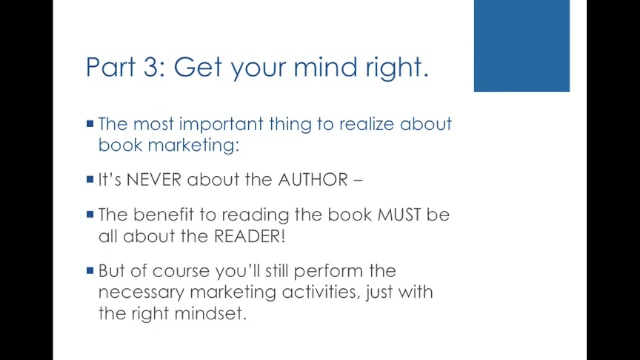 Part 3: Get your mind right.
The most important thing to realize about
book marketing:
It's NEVER about the AUTHOR –
The benefit to reading the book MUST be
all about the READER!
But of course you'll still perform the
necessary marketing activities, just with
the right mindset.